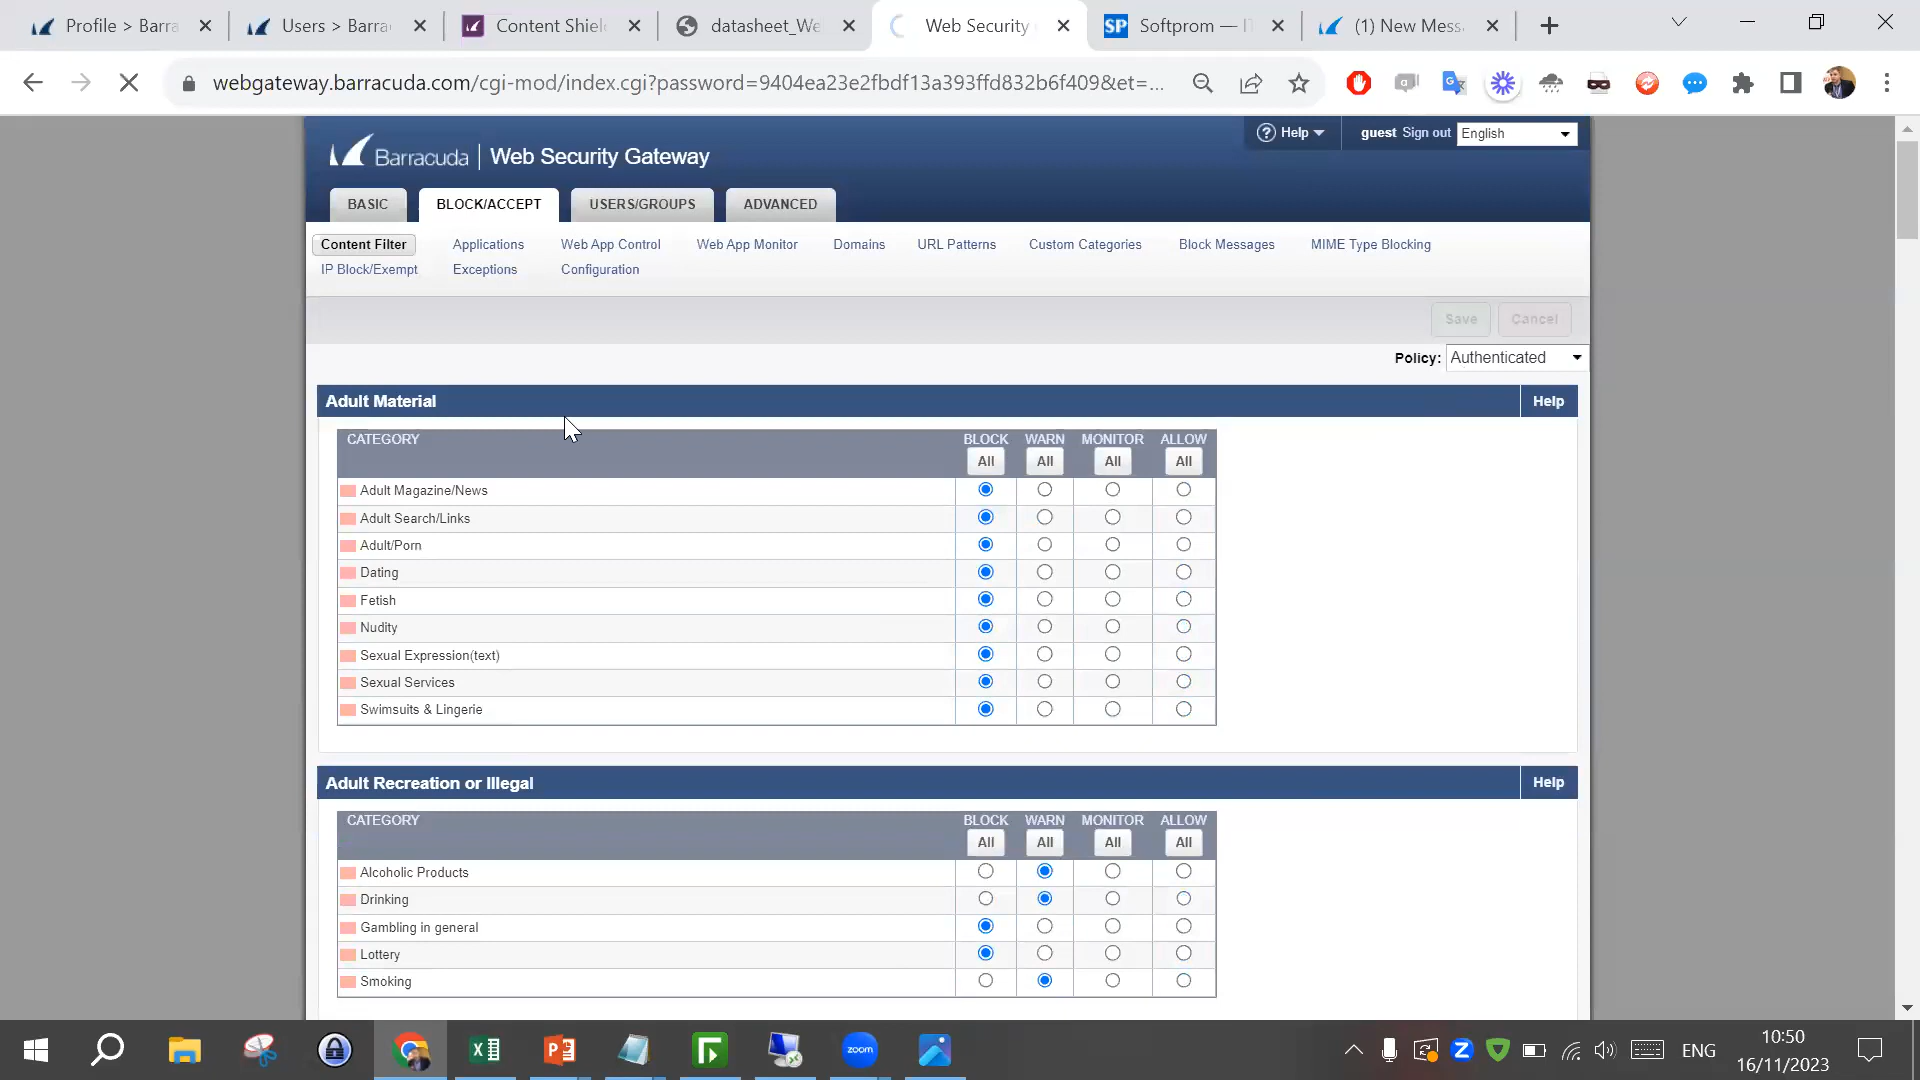 Profile > Barra
Users > Barra
Content Shiel
datasheet_We
Web Security
Softprom — IT
(1) New Mess
webgateway.barracuda.com/cgi-mod/index.cgi?password=9404ea23e2fbdf13a393ffd832b6f409&et=...
Barracuda | Web Security Gateway
Help
guest Sign out English
BASIC BLOCK/ACCEPT USERS/GROUPS ADVANCED
Content Filter Applications Web App Control Web App Monitor Domains URL Patterns Custom Categories Block Messages MIME Type Blocking
IP Block/Exempt Exceptions Configuration
Save Cancel
Policy: Authenticated
Adult Material Help
CATEGORY BLOCK WARN MONITOR ALLOW
All All All All
Adult Magazine/News
Adult Search/Links
Adult/Porn
Dating
Fetish
Nudity
Sexual Expression(text)
Sexual Services
Swimsuits & Lingerie
Adult Recreation or Illegal Help
CATEGORY BLOCK WARN MONITOR ALLOW
All All All All
Alcoholic Products
Drinking
Gambling in general
Lottery
Smoking
zoom
ENG
10:50
16/11/2023